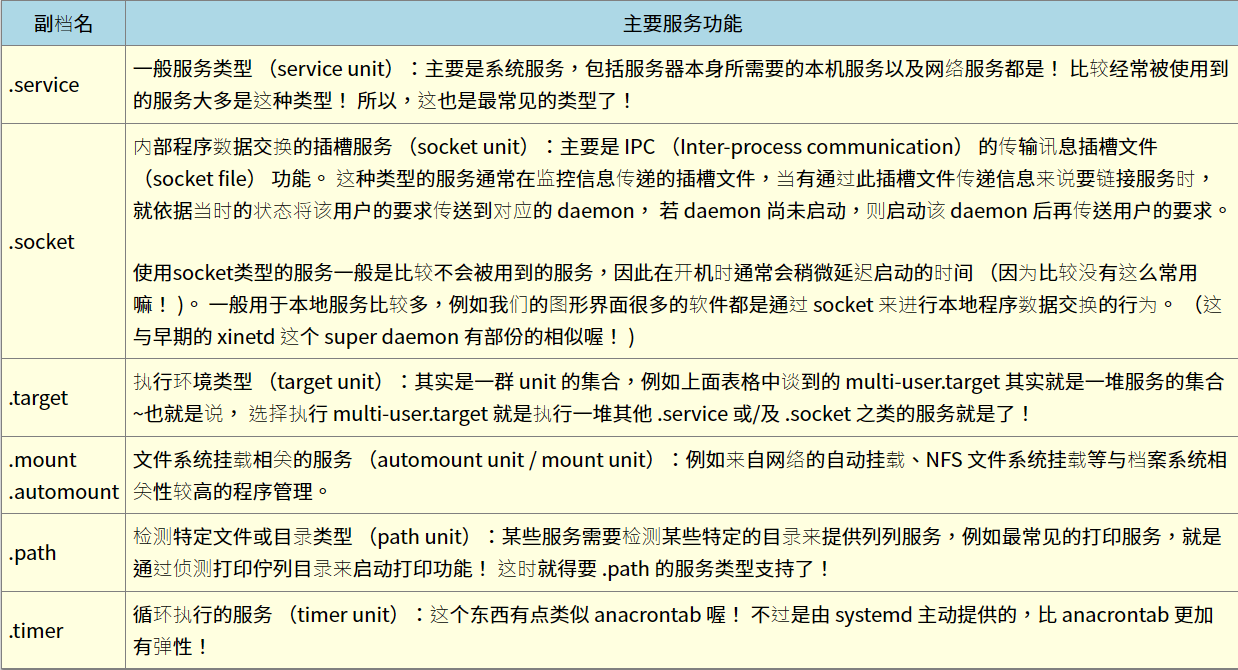 副档名 主要服务功能
.service
一般服务类型 （service unit）：主要是系统服务，包括服务器本身所需要的本机服务以及网络服务都是！ 比较经常被使用到
的服务大多是这种类型！ 所以，这也是最常见的类型了！
.socket
内部程序数据交换的插槽服务 （socket unit）：主要是 IPC （Inter-process communication） 的传输讯息插槽文件
（socket file） 功能。 这种类型的服务通常在监控信息传递的插槽文件，当有通过此插槽文件传递信息来说要链接服务时，
就依据当时的状态将该用户的要求传送到对应的 daemon， 若 daemon 尚未启动，则启动该 daemon 后再传送用户的要求。
使用socket类型的服务一般是比较不会被用到的服务，因此在开机时通常会稍微延迟启动的时间 （因为比较没有这么常用
嘛！ )。 一般用于本地服务比较多，例如我们的图形界面很多的软件都是通过 socket 来进行本地程序数据交换的行为。 （这
与早期的 xinetd 这个 super daemon 有部份的相似喔！ )
.target
执行环境类型 （target unit）：其实是一群 unit 的集合，例如上面表格中谈到的 multi-user.target 其实就是一堆服务的集合
~也就是说， 选择执行 multi-user.target 就是执行一堆其他 .service 或/及 .socket 之类的服务就是了！
.mount
.automount
文件系统挂载相关的服务 （automount unit / mount unit）：例如来自网络的自动挂载、NFS 文件系统挂载等与档案系统相
关性较高的程序管理。
.path
检测特定文件或目录类型 （path unit）：某些服务需要检测某些特定的目录来提供列列服务，例如最常见的打印服务，就是
通过侦测打印佇列目录来启动打印功能！ 这时就得要 .path 的服务类型支持了！
.timer
循环执行的服务 （timer unit）：这个东西有点类似 anacrontab 喔！ 不过是由 systemd 主动提供的，比 anacrontab 更加
有弹性！